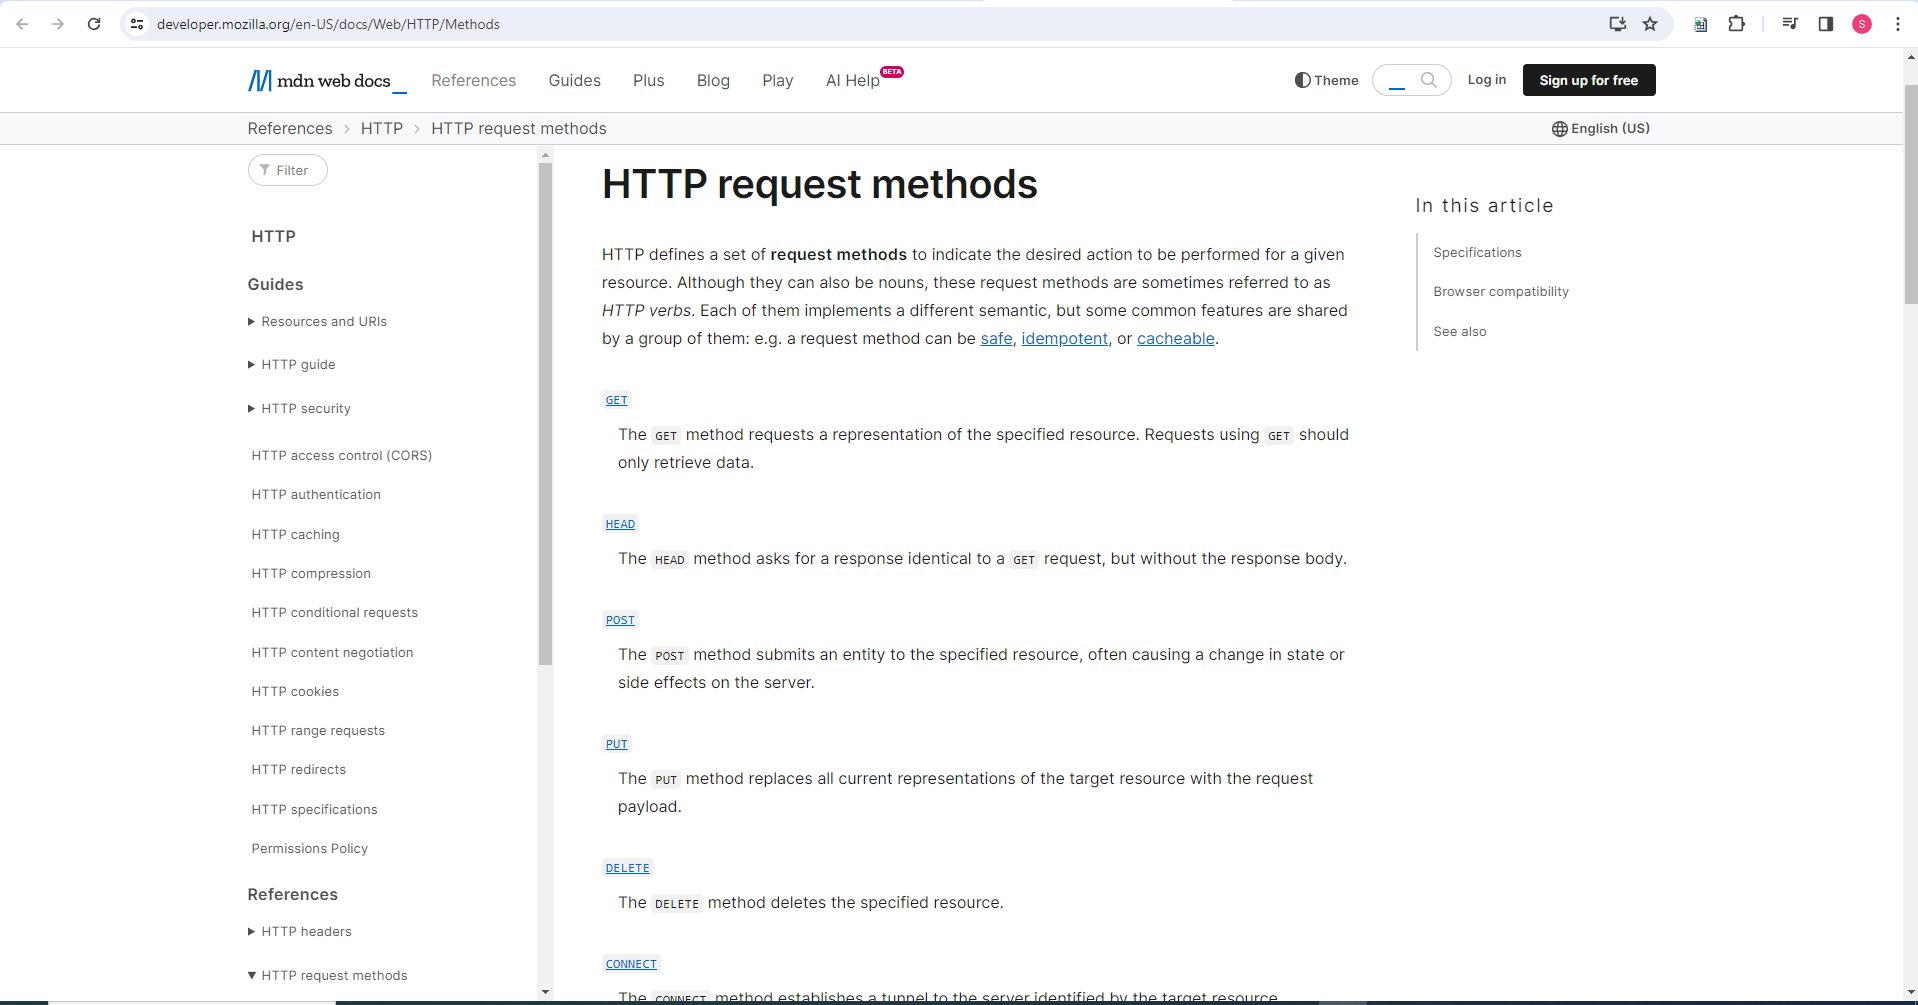 developer.mozilla.org/en-US/docs/Web/HTTP/Methods
S
mdn web docs_
References
Guides
Plus
Blog
Play
AI Help
BETA
Theme
Log in
Sign up for free
References > HTTP > HTTP request methods
English (US)
Filter
HTTP
Guides
Resources and URIs
HTTP guide
HTTP security
HTTP access control (CORS)
HTTP authentication
HTTP caching
HTTP compression
HTTP conditional requests
HTTP content negotiation
HTTP cookies
HTTP range requests
HTTP redirects
HTTP specifications
Permissions Policy
References
HTTP headers
HTTP request methods
HTTP request methods
HTTP defines a set of request methods to indicate the desired action to be performed for a given
resource. Although they can also be nouns, these request methods are sometimes referred to as
HTTP verbs. Each of them implements a different semantic, but some common features are shared
by a group of them: e.g. a request method can be safe, idempotent, or cacheable.
GET
The GET method requests a representation of the specified resource. Requests using GET should
only retrieve data.
HEAD
The HEAD method asks for a response identical to a GET request, but without the response body.
POST
The POST method submits an entity to the specified resource, often causing a change in state or
side effects on the server.
PUT
The PUT method replaces all current representations of the target resource with the request
payload.
DELETE
The DELETE method deletes the specified resource.
CONNECT
The CONNECT method establishes a tunnel to the server identified by the target resource.
In this article
Specifications
Browser compatibility
See also